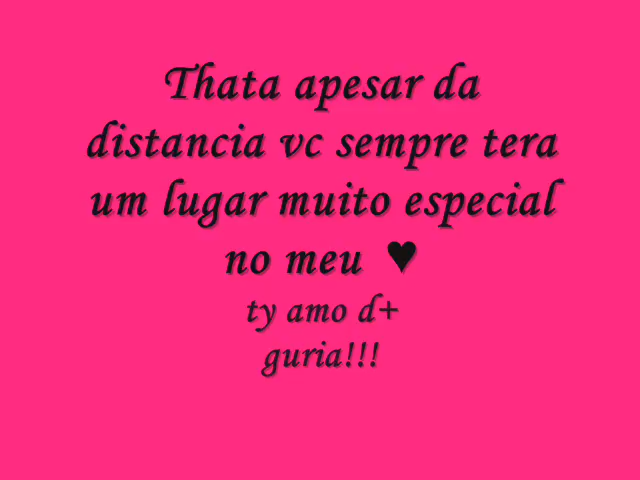 Thata apesar da
distancia vc sempre tera
um lugar muito especial
no meu ♥
ty amo d+
guria!!!